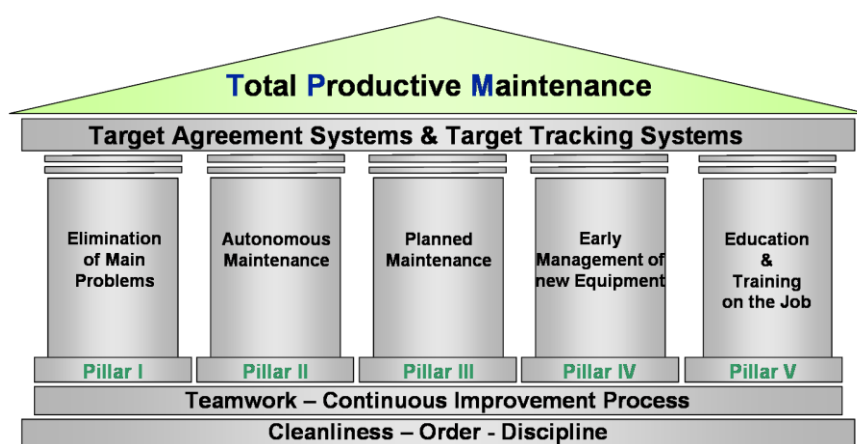 Total Productive Maintenance
Target Agreement Systems & Target Tracking Systems
Elimination
of Main
Problems
Autonomous
Maintenance
Planned
Maintenance
Early
Management of
new Equipment
Education
&
Training
on the Job
Pillar I
Pillar II
Pillar III
Pillar IV
Pillar V
Teamwork – Continuous Improvement Process
Cleanliness – Order - Discipline